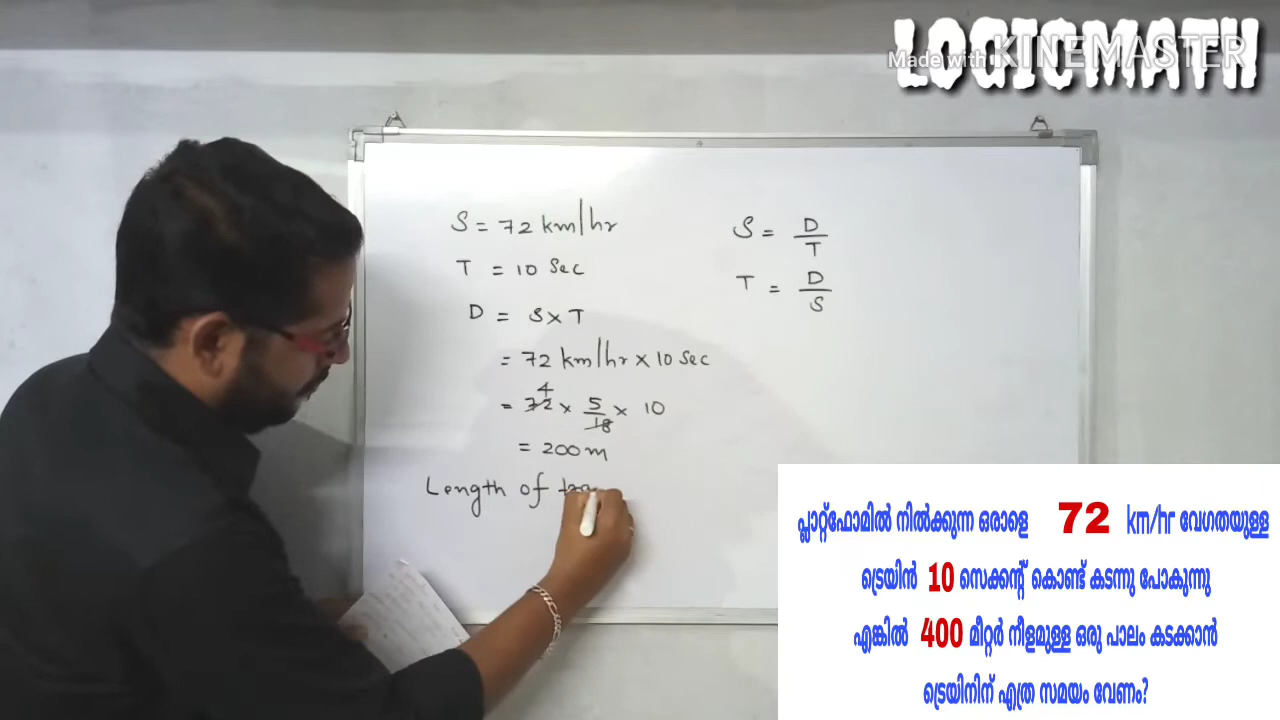 LOGICMATH
Made with KINEMASTER
S = 72 km/hr
T = 10 Sec
D = S × T
= 72 km/hr × 10 Sec
4
= 72 × 5/18 × 10
= 200 m
Length of
S = D/T
T = D/S
പ്ലാറ്റ്ഫോമിൽ നിൽക്കുന്ന ഒരാളെ 72 km/hr വേഗതയുള്ള
ട്രെയിൻ 10 സെക്കന്റ് കൊണ്ട് കടന്നു പോകുന്നു
എങ്കിൽ 400 മീറ്റർ നീളമുള്ള ഒരു പാലം കടക്കാൻ
ട്രെയിനിന് എത്ര സമയം വേണം?